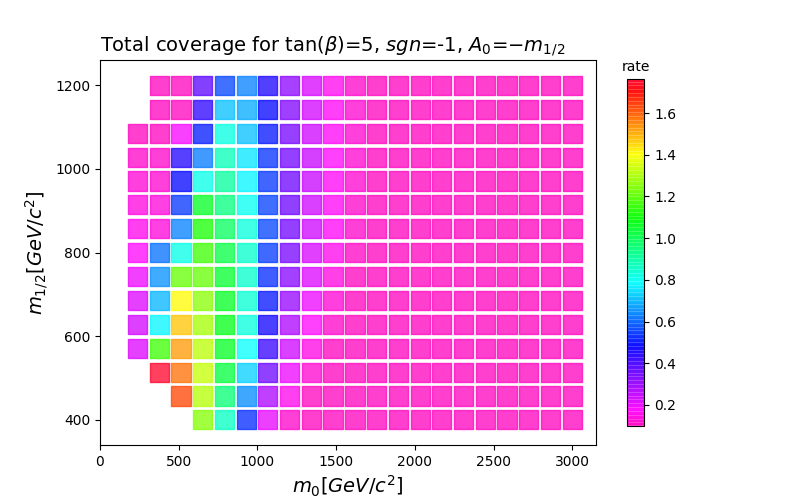 Total coverage for tan(β)=5, sgn=-1, A₀=−m₁/₂
rate
1200
1000
800
600
400
m₁/₂[GeV/c²]
1.6
1.4
1.2
1.0
0.8
0.6
0.4
0.2
0 500 1000 1500 2000 2500 3000
m₀[GeV/c²]